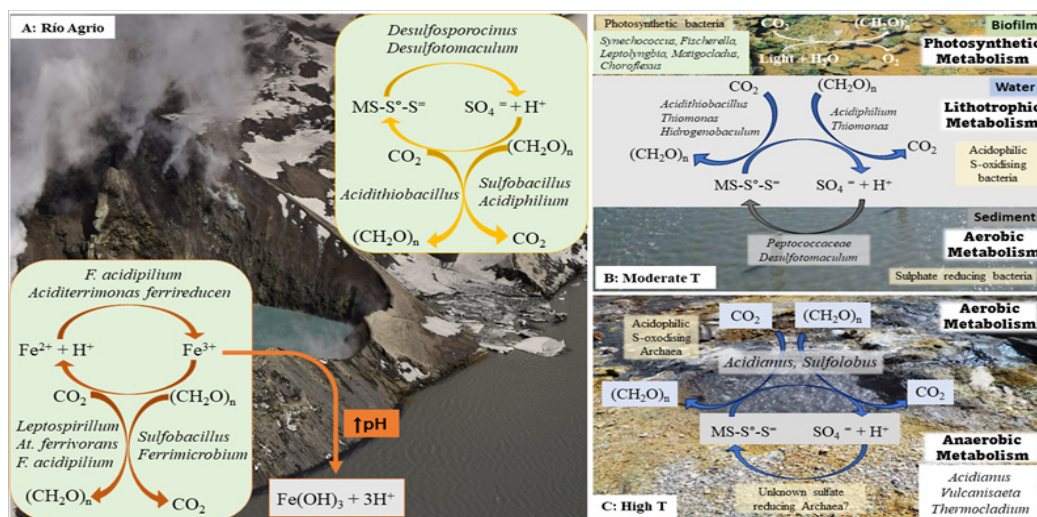 A: Río Agrio
Desulfosporocinus
Desulfotomaculum
MS-S°-S⁼
SO₄ ⁼ + H⁺
CO₂
(CH₂O)ₙ
Acidithiobacillus
Sulfobacillus
Acidiphilium
(CH₂O)ₙ
CO₂
F. acidipilium
Aciditerrimonas ferrireducen
Fe²⁺ + H⁺
Fe³⁺
CO₂
(CH₂O)ₙ
Leptospirillum
At. ferrivorans
F. acidipilium
Sulfobacillus
Ferrimicrobium
(CH₂O)ₙ
CO₂
↑pH
Fe(OH)₃ + 3H⁺
Photosynthetic bacteria
Synechococcus, Fischerella,
Leptolyngbia, Matigocladus,
Choroflexus
CO₂
(CH₂O)ₙ
Light + H₂O
O₂
Biofilm
Photosynthetic
Metabolism
Water
Lithotrophic
Metabolism
CO₂
(CH₂O)ₙ
Acidithiobacillus
Thiomonas
Hidrogenobaculum
Acidiphilium
Thiomonas
(CH₂O)ₙ
CO₂
Acidophilic
S-oxidising
bacteria
MS-S°-S⁼
SO₄ ⁼ + H⁺
Sediment
Peptococcaceae
Desulfotomaculum
Aerobic
Metabolism
B: Moderate T
Sulphate reducing bacteria
Aerobic
Metabolism
CO₂
(CH₂O)ₙ
Acidophilic
S-oxodising
Archaea
Acidianus, Sulfolobus
(CH₂O)ₙ
CO₂
MS-S°-S⁼
SO₄ ⁼ + H⁺
Anaerobic
Metabolism
Unknown sulfate
reducing Archaea?
Acidianus
Vulcanisaeta
Thermocladium
C: High T